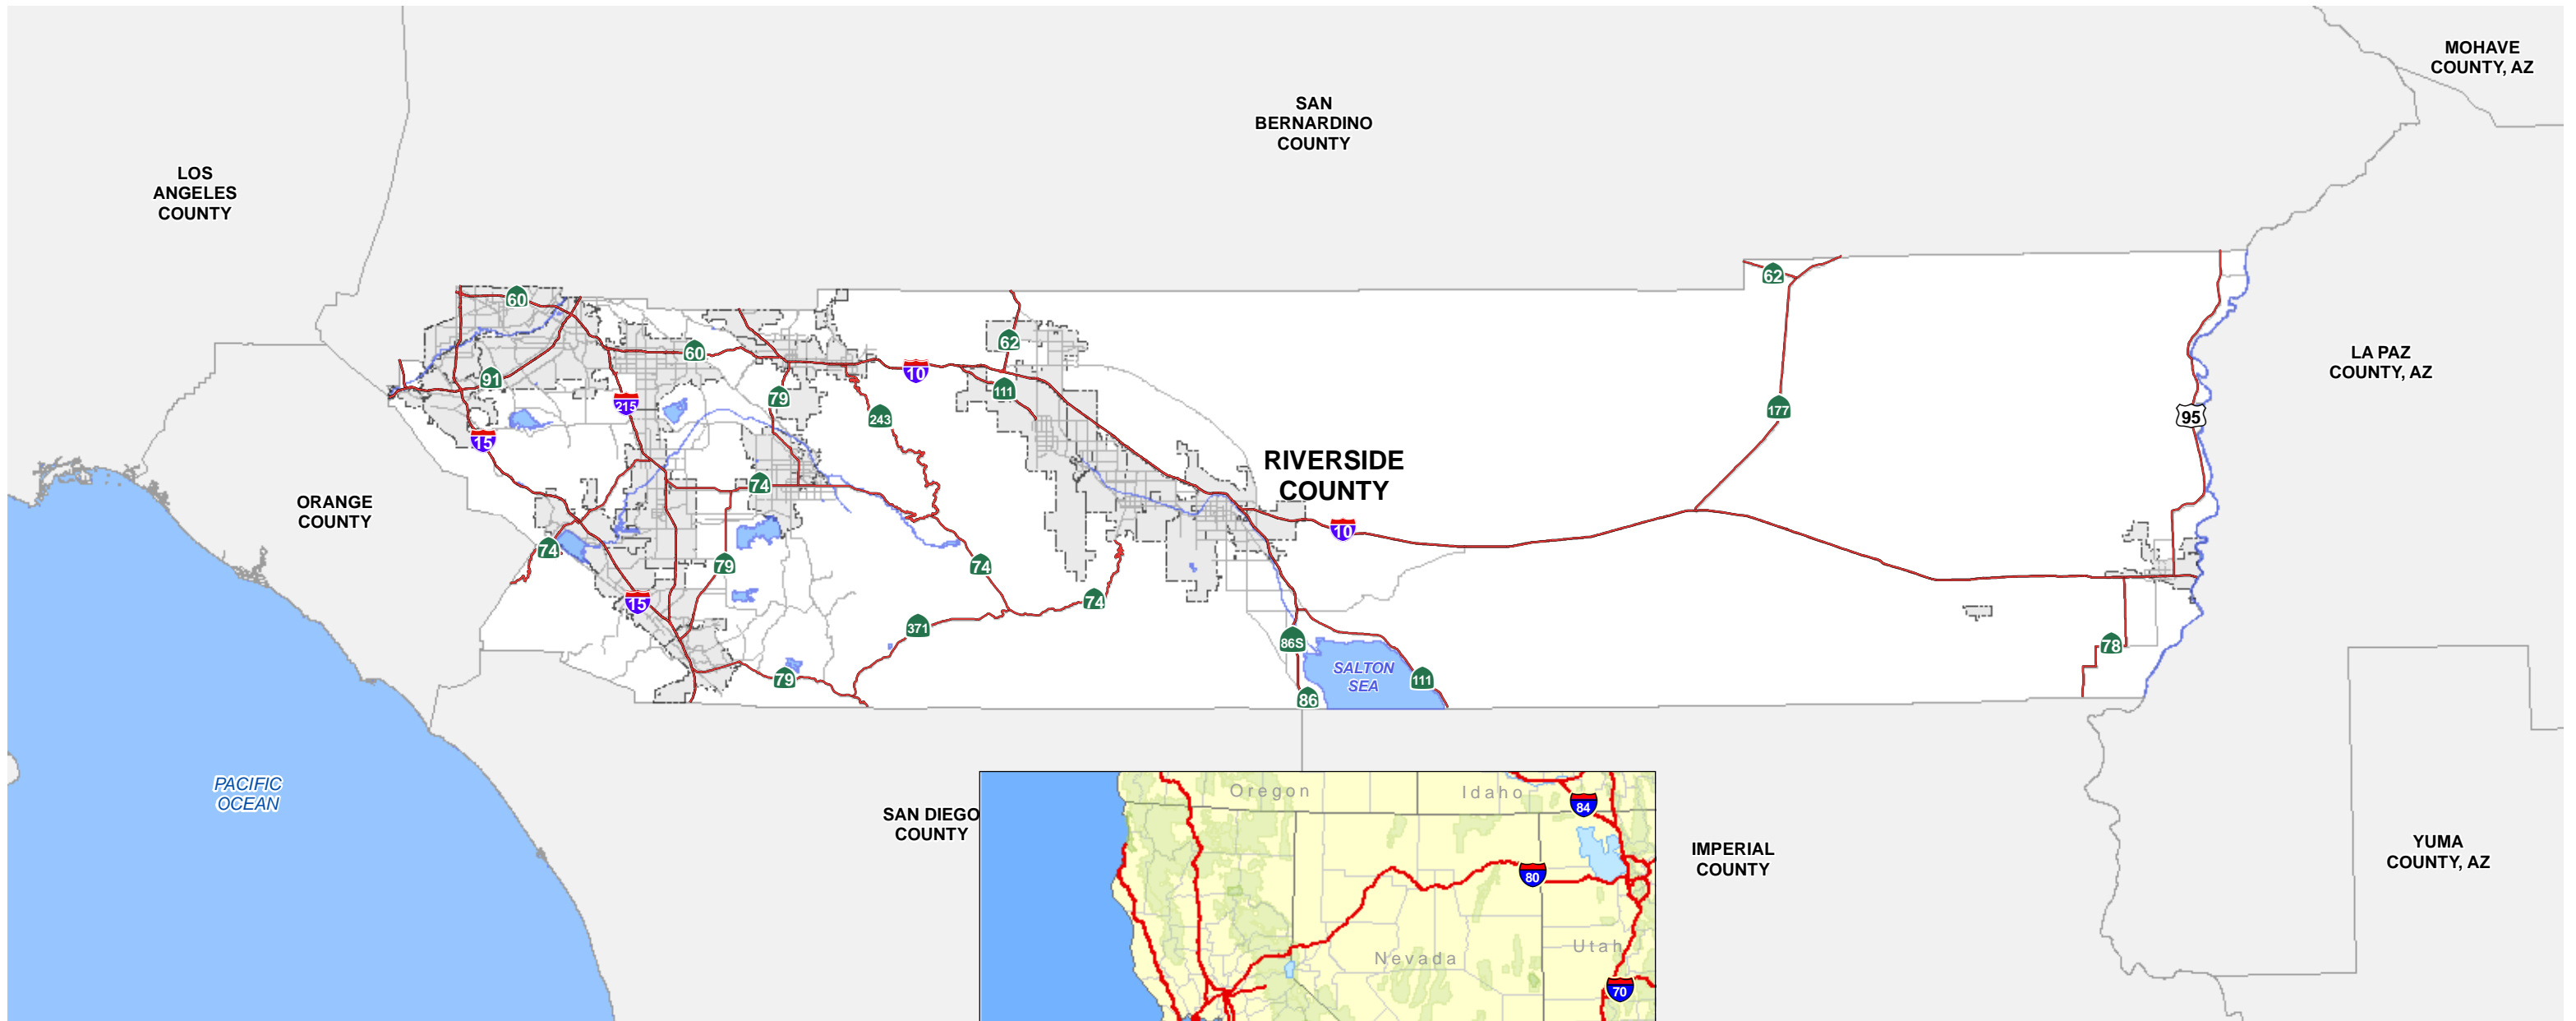 MOHAVE
COUNTY, AZ
SAN
BERNARDINO
COUNTY
LOS
ANGELES
COUNTY
62
60
62
60
10
91
111
79
215
243
177
LA PAZ
COUNTY, AZ
95
15
RIVERSIDE
COUNTY
74
ORANGE
COUNTY
10
74
79
74
15
74
371
86S
78
SALTON
SEA
79
111
86
PACIFIC
OCEAN
SAN DIEGO
COUNTY
Oregon
Idaho
84
80
Nevada
Utah
70
IMPERIAL
COUNTY
YUMA
COUNTY, AZ